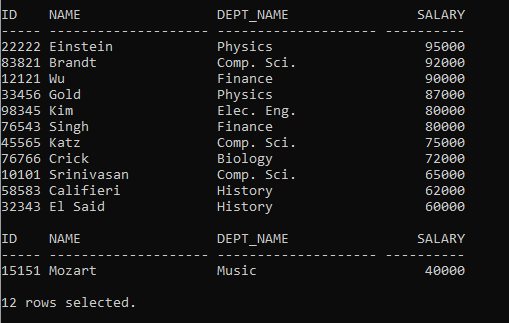 ID    NAME                 DEPT_NAME                SALARY
----- -------------------- -------------------- ----------
22222 Einstein             Physics                   95000
83821 Brandt               Comp. Sci.                92000
12121 Wu                   Finance                   90000
33456 Gold                 Physics                   87000
98345 Kim                  Elec. Eng.                80000
76543 Singh                Finance                   80000
45565 Katz                 Comp. Sci.                75000
76766 Crick                Biology                   72000
10101 Srinivasan           Comp. Sci.                65000
58583 Califieri            History                   62000
32343 El Said              History                   60000
ID    NAME                 DEPT_NAME                SALARY
----- -------------------- -------------------- ----------
15151 Mozart               Music                     40000
12 rows selected.